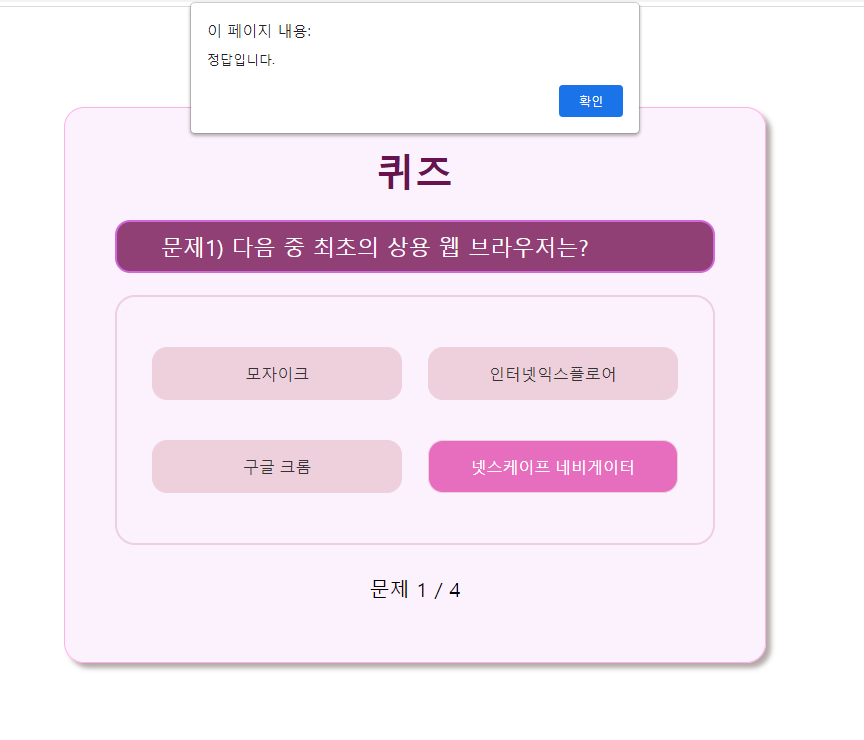 이 페이지 내용:
정답입니다.
확인
퀴즈
문제1) 다음 중 최초의 상용 웹 브라우저는?
모자이크
인터넷익스플로어
구글 크롬
넷스케이프 네비게이터
문제 1 / 4